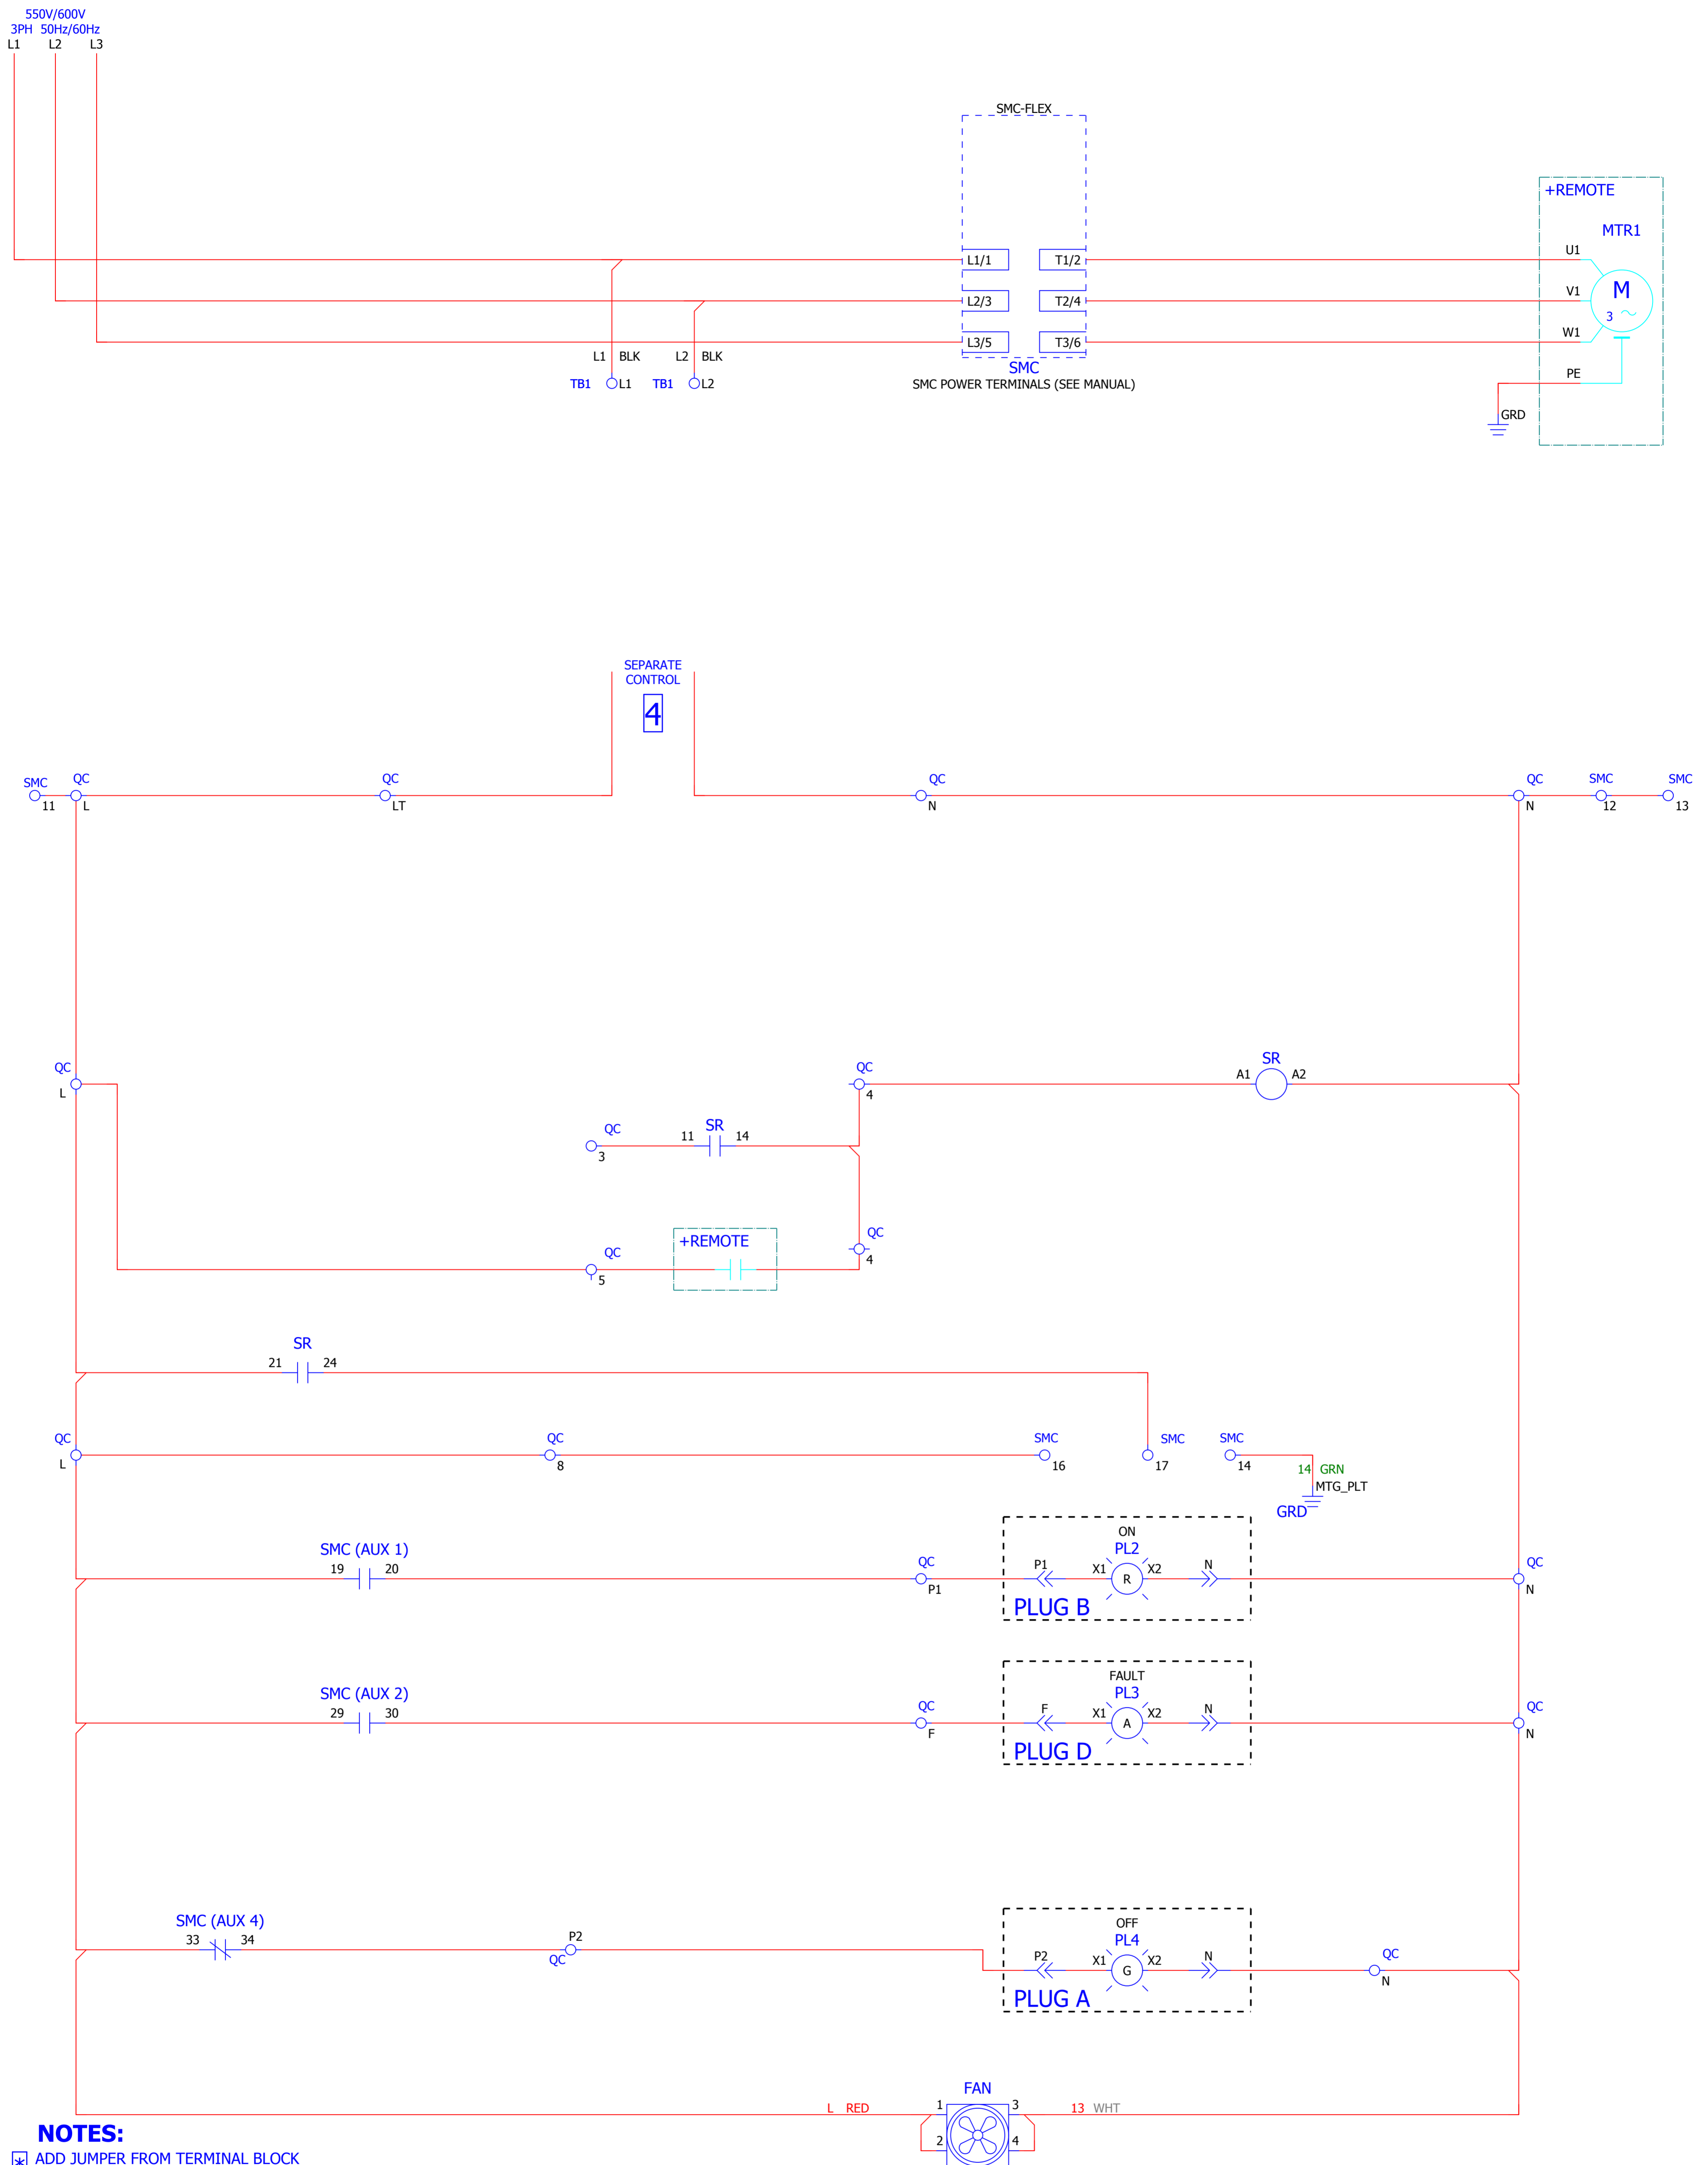 550V/600V
3PH 50Hz/60Hz
L1 L2 L3
SMC-FLEX
+REMOTE
MTR1
L1/1 T1/2 U1
L2/3 T2/4 V1 M
3
L3/5 T3/6 W1
L1 BLK L2 BLK
SMC
SMC POWER TERMINALS (SEE MANUAL)
TB1 L1 TB1 L2
PE
GRD
SEPARATE
CONTROL
4
SMC QC QC QC QC SMC SMC
11 L LT N N 12 13
QC QC SR
A1 A2
L 4
QC SR
11 14
3
+REMOTE QC
QC 4
5
SR
21 24
QC QC SMC SMC SMC
L 8 16 17 14
14 GRN
MTG_PLT
GRD
ON
SMC (AUX 1) PL2
19 20 QC P1 X1 R X2 N QC
P1 N
PLUG B
FAULT
SMC (AUX 2) PL3
29 30 QC F X1 A X2 N QC
F N
PLUG D
OFF
SMC (AUX 4) PL4
33 34 P2
QC
P2 X1 G X2 N QC
N
PLUG A
FAN
L RED 1 3 13 WHT
2 4
NOTES:
* ADD JUMPER FROM TERMINAL BLOCK